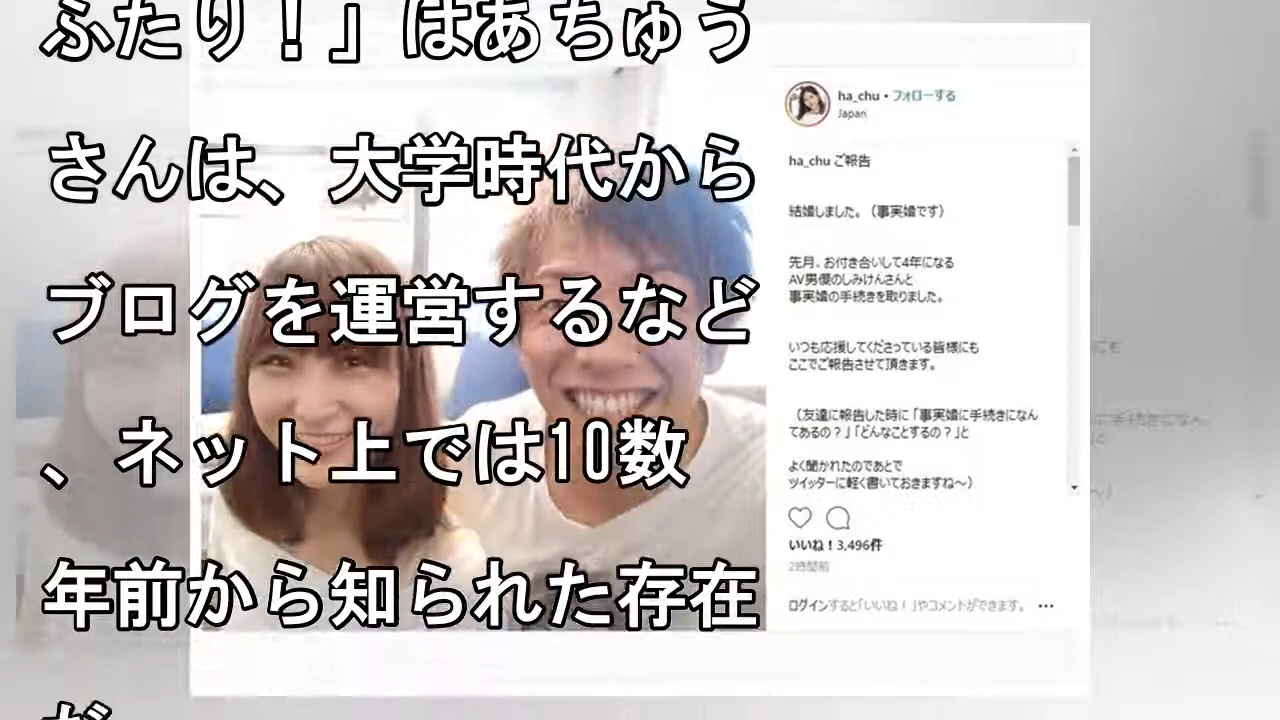 ふたり！」はあちゅう
さんは、大学時代から
ブログを運営するなど
、ネット上では10数
年前から知られた存在
だ
ha_chu • フォローする
Japan
ha_chu ご報告
結婚しました。（事実婚です）
先月、お付き合いして4年になる
AV男優のしみけんさんと
事実婚の手続きを取りました。
いつも応援してくださっている皆様にも
ここでご報告させて頂きます。
（友達に報告した時に「事実婚に手続きになん
てあるの？」「どんなことするの？」と
よく聞かれたのであとで
ツイッターに軽く書いておきますね〜）
いいね！3,496件
2時間前
ログインすると「いいね！」やコメントができます。